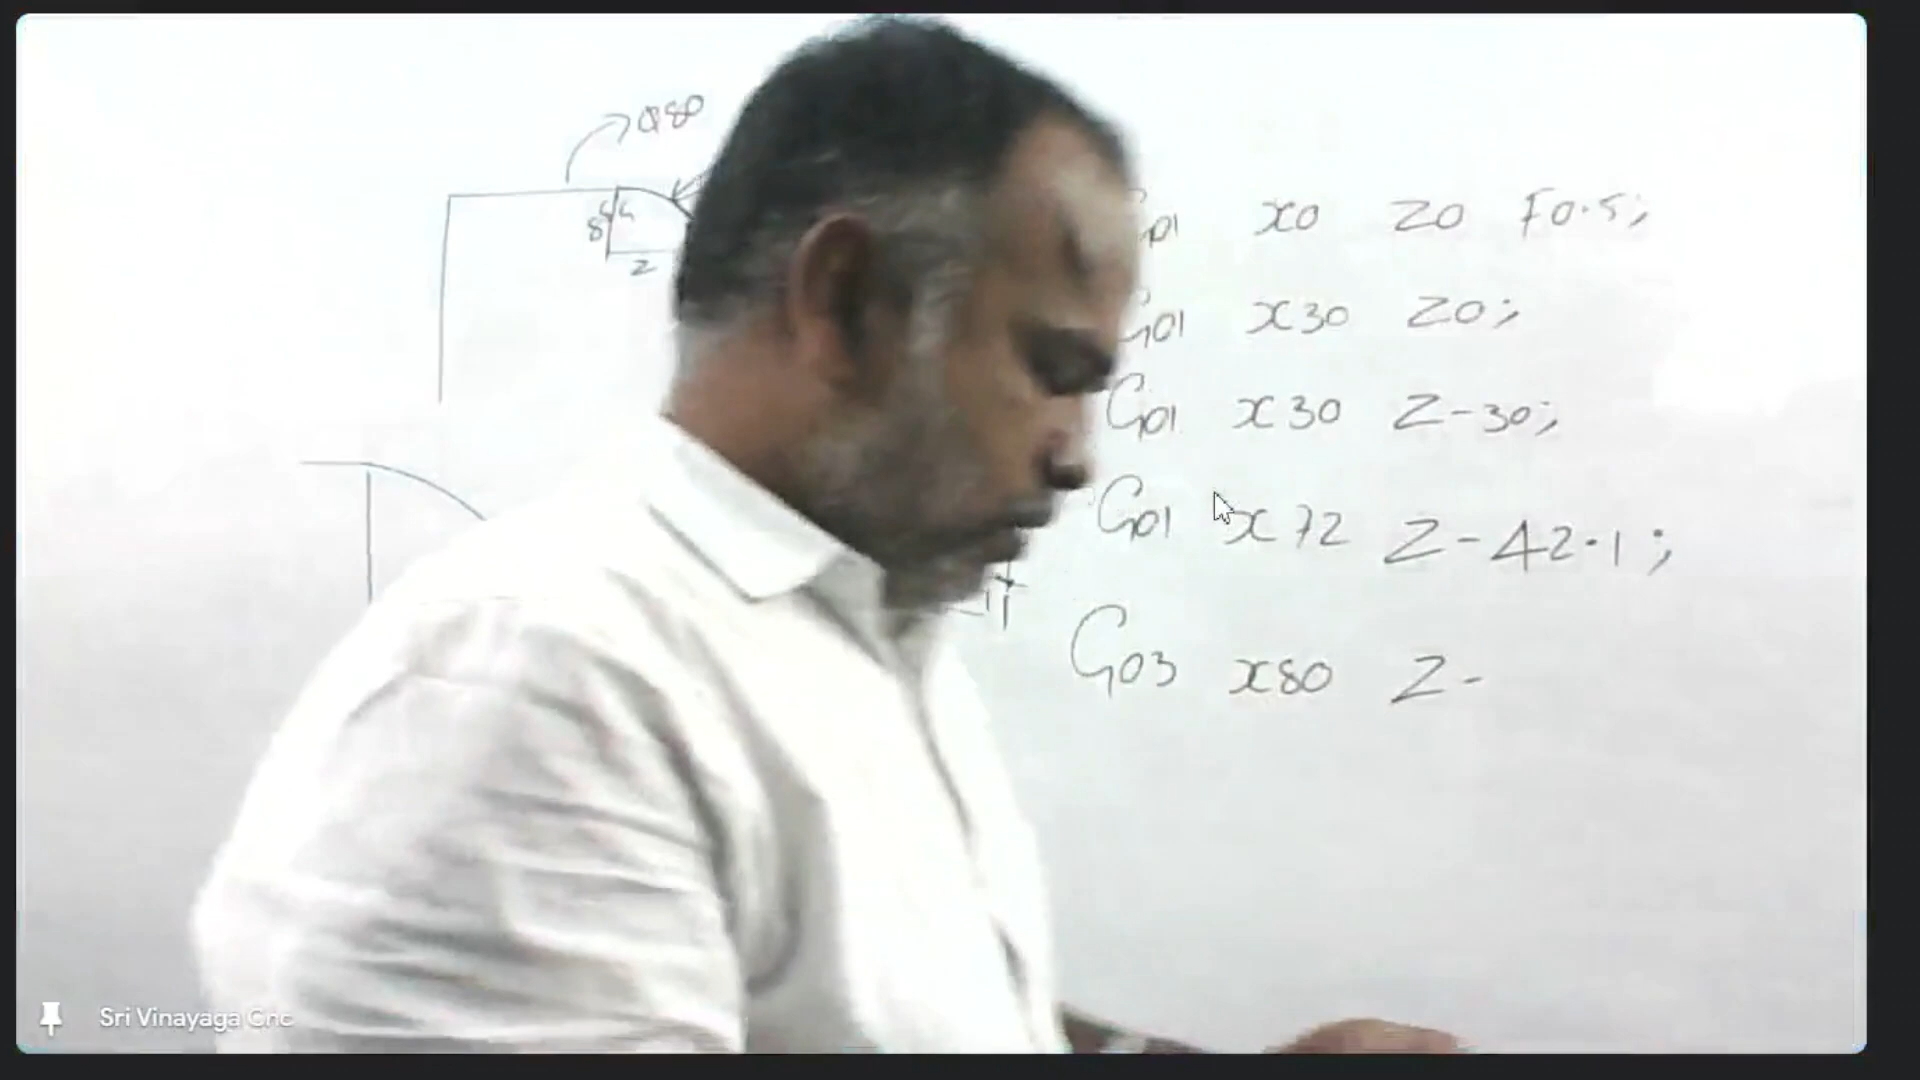 Ø80
Z
G01 X0 Z0 F0.5;
G01 X30 Z0;
G01 X30 Z-30;
G01 X72 Z-42.1;
G03 X80 Z-
Sri Vinayaga Cnc